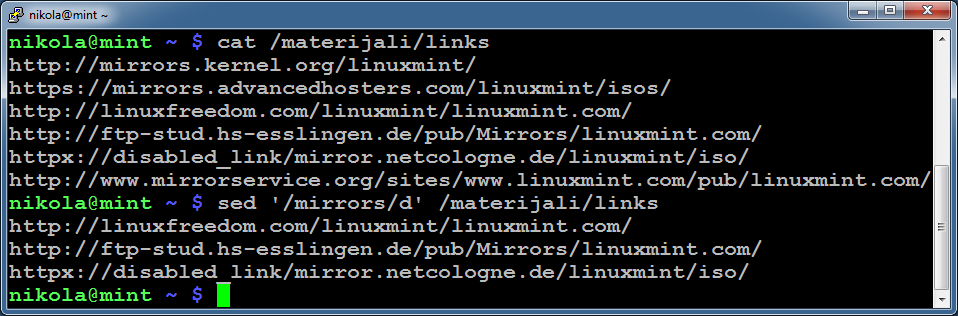 nikola@mint ~
nikola@mint ~ $ cat /materijali/links
http://mirrors.kernel.org/linuxmint/
https://mirrors.advancedhosters.com/linuxmint/isos/
http://linuxfreedom.com/linuxmint/linuxmint.com/
http://ftp-stud.hs-esslingen.de/pub/Mirrors/linuxmint.com/
httpx://disabled_link/mirror.netcologne.de/linuxmint/iso/
http://www.mirrorservice.org/sites/www.linuxmint.com/pub/linuxmint.com/
nikola@mint ~ $ sed '/mirrors/d' /materijali/links
http://linuxfreedom.com/linuxmint/linuxmint.com/
http://ftp-stud.hs-esslingen.de/pub/Mirrors/linuxmint.com/
httpx://disabled_link/mirror.netcologne.de/linuxmint/iso/
nikola@mint ~ $